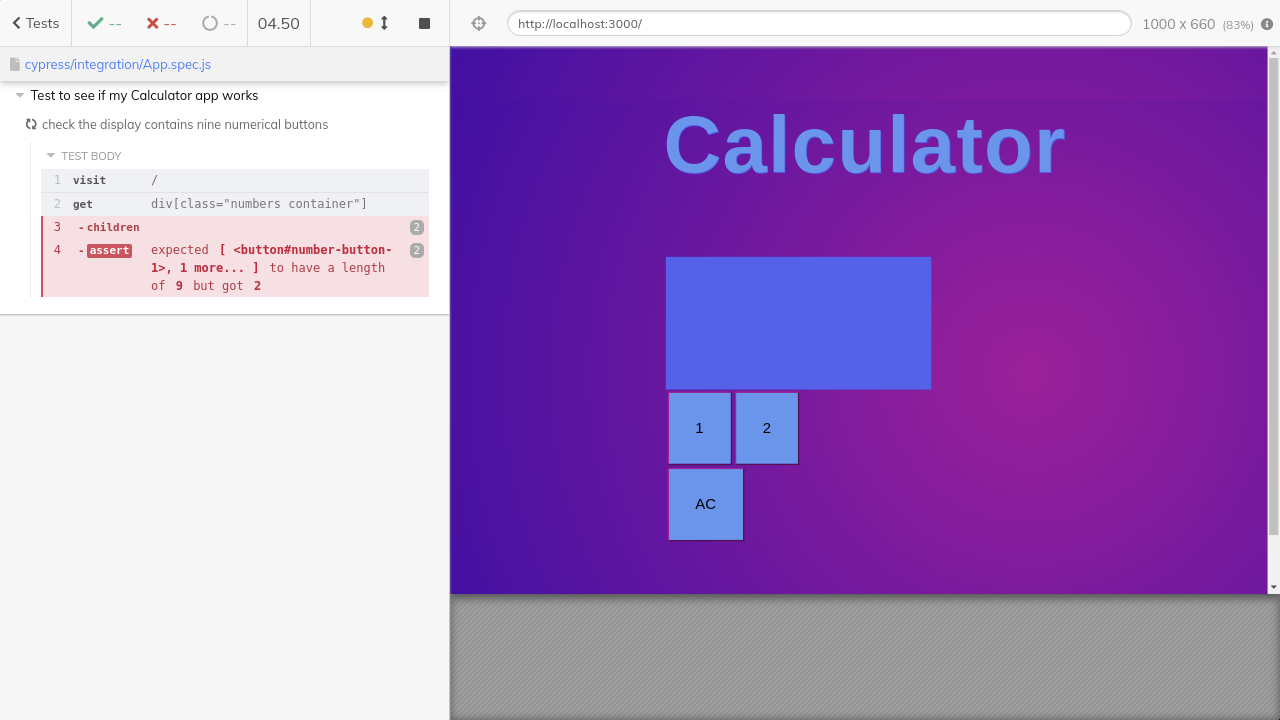 Tests -- -- -- 04.50
http://localhost:3000/ 1000 x 660 (83%)
cypress/integration/App.spec.js
Test to see if my Calculator app works
check the display contains nine numerical buttons
TEST BODY
1 visit /
2 get div[class="numbers container"]
3 -children 2
4 -assert expected [ <button#number-button- 2
1>, 1 more... ] to have a length
of 9 but got 2
Calculator
1 2
AC